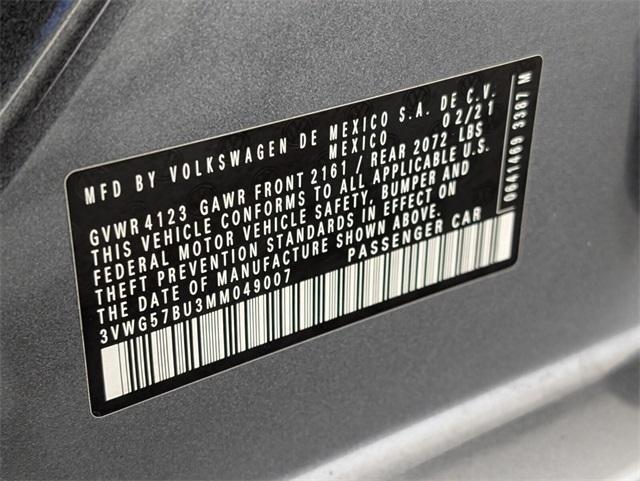 MFD BY VOLKSWAGEN DE MEXICO S.A. DE C.V.
MEXICO 02/21
GVWR 4123 GAWR FRONT 2161 / REAR 2072 LBS
THIS VEHICLE CONFORMS TO ALL APPLICABLE U.S.
FEDERAL MOTOR VEHICLE SAFETY, BUMPER AND
THEFT PREVENTION STANDARDS IN EFFECT ON
THE DATE OF MANUFACTURE SHOWN ABOVE.
3VWG57BU3MM049007 PASSENGER CAR
0641469 3387 M